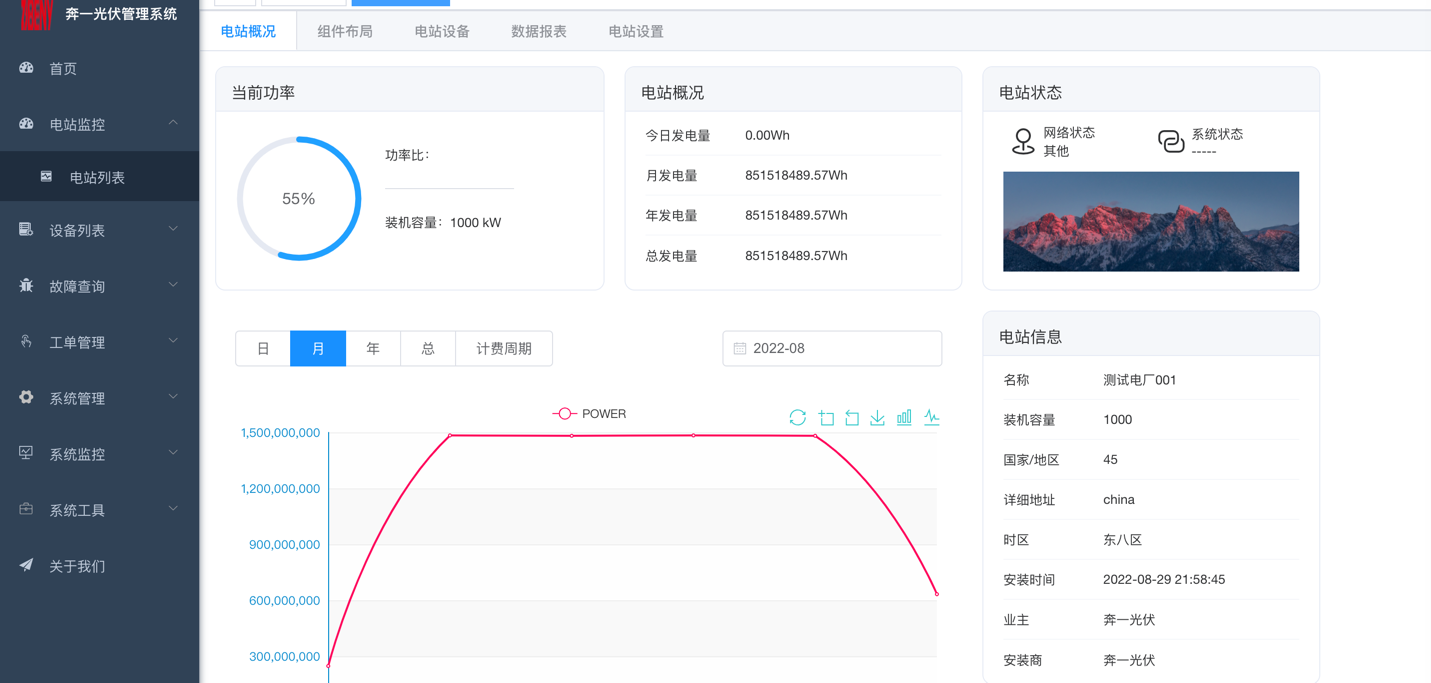 奔一光伏管理系统
首页
电站监控
电站列表
设备列表
故障查询
工单管理
系统管理
系统监控
系统工具
关于我们
电站概况 组件布局 电站设备 数据报表 电站设置
当前功率
55%
功率比：
装机容量：1000 kW
电站概况
今日发电量 0.00Wh
月发电量 851518489.57Wh
年发电量 851518489.57Wh
总发电量 851518489.57Wh
电站状态
网络状态
其他
系统状态
-----
日 月 年 总 计费周期
2022-08
POWER
1,500,000,000
1,200,000,000
900,000,000
600,000,000
300,000,000
电站信息
名称 测试电厂001
装机容量 1000
国家/地区 45
详细地址 china
时区 东八区
安装时间 2022-08-29 21:58:45
业主 奔一光伏
安装商 奔一光伏